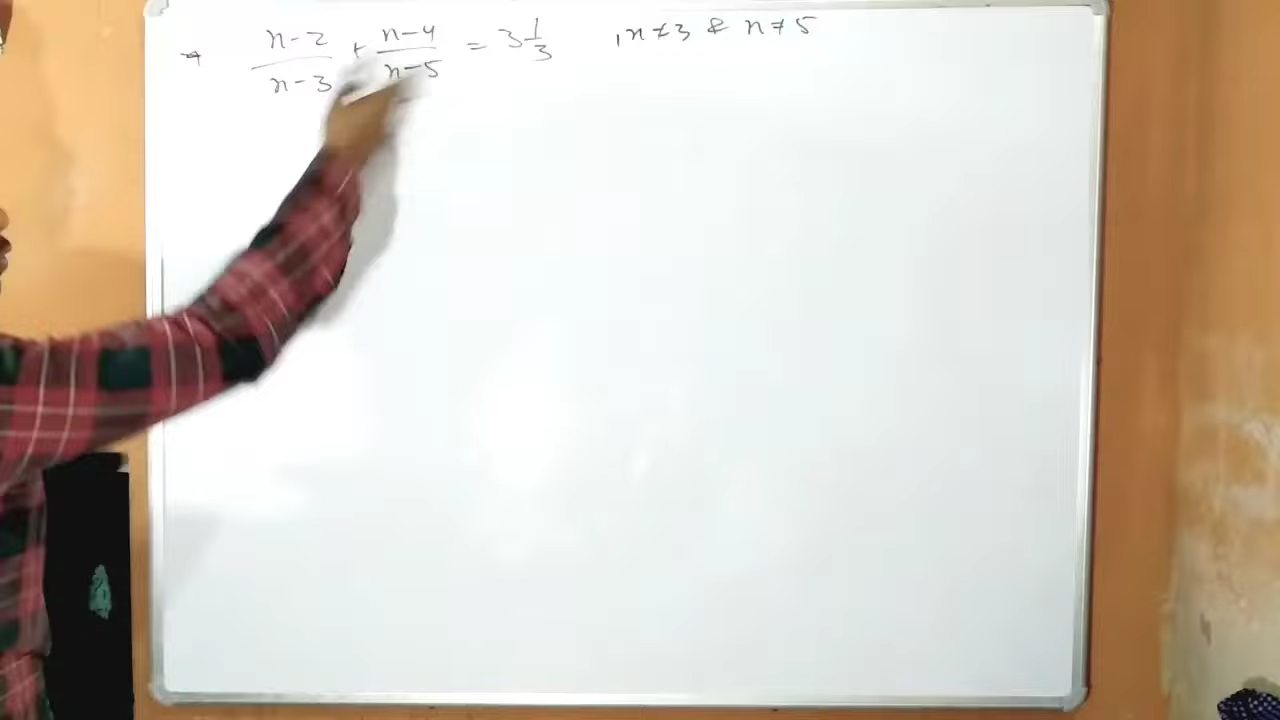 → n-2/n-3 + n-4/n-5 = 3 1/3 , n≠3 & n≠5